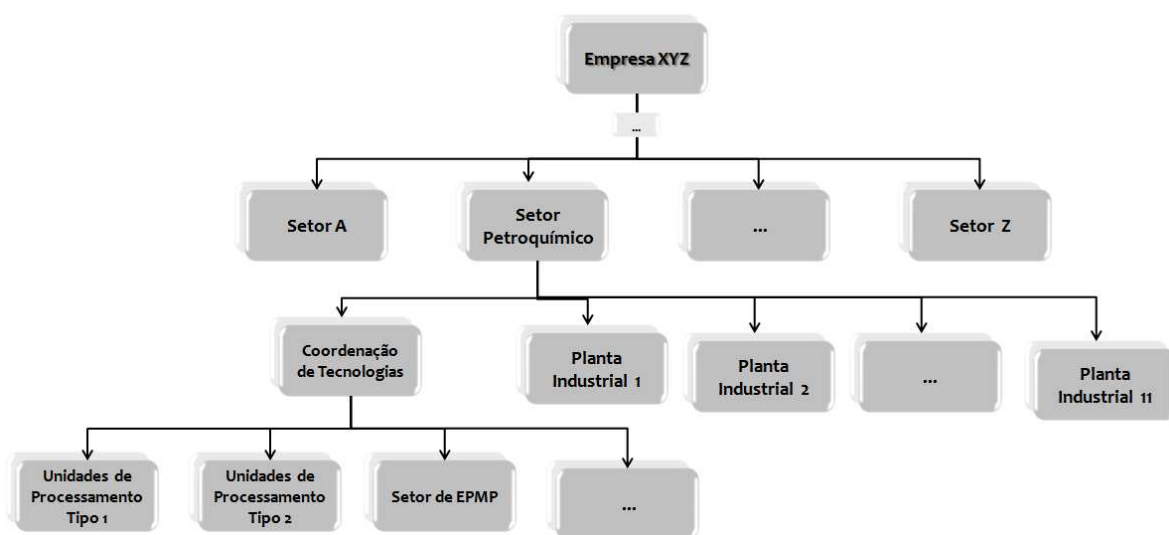 Empresa XYZ
...
Setor A
Setor
Petroquímico
...
Setor Z
Coordenação
de Tecnologias
Planta
Industrial 1
Planta
Industrial 2
...
Planta
Industrial 11
Unidades de
Processamento
Tipo 1
Unidades de
Processamento
Tipo 2
Setor de EPMP
...